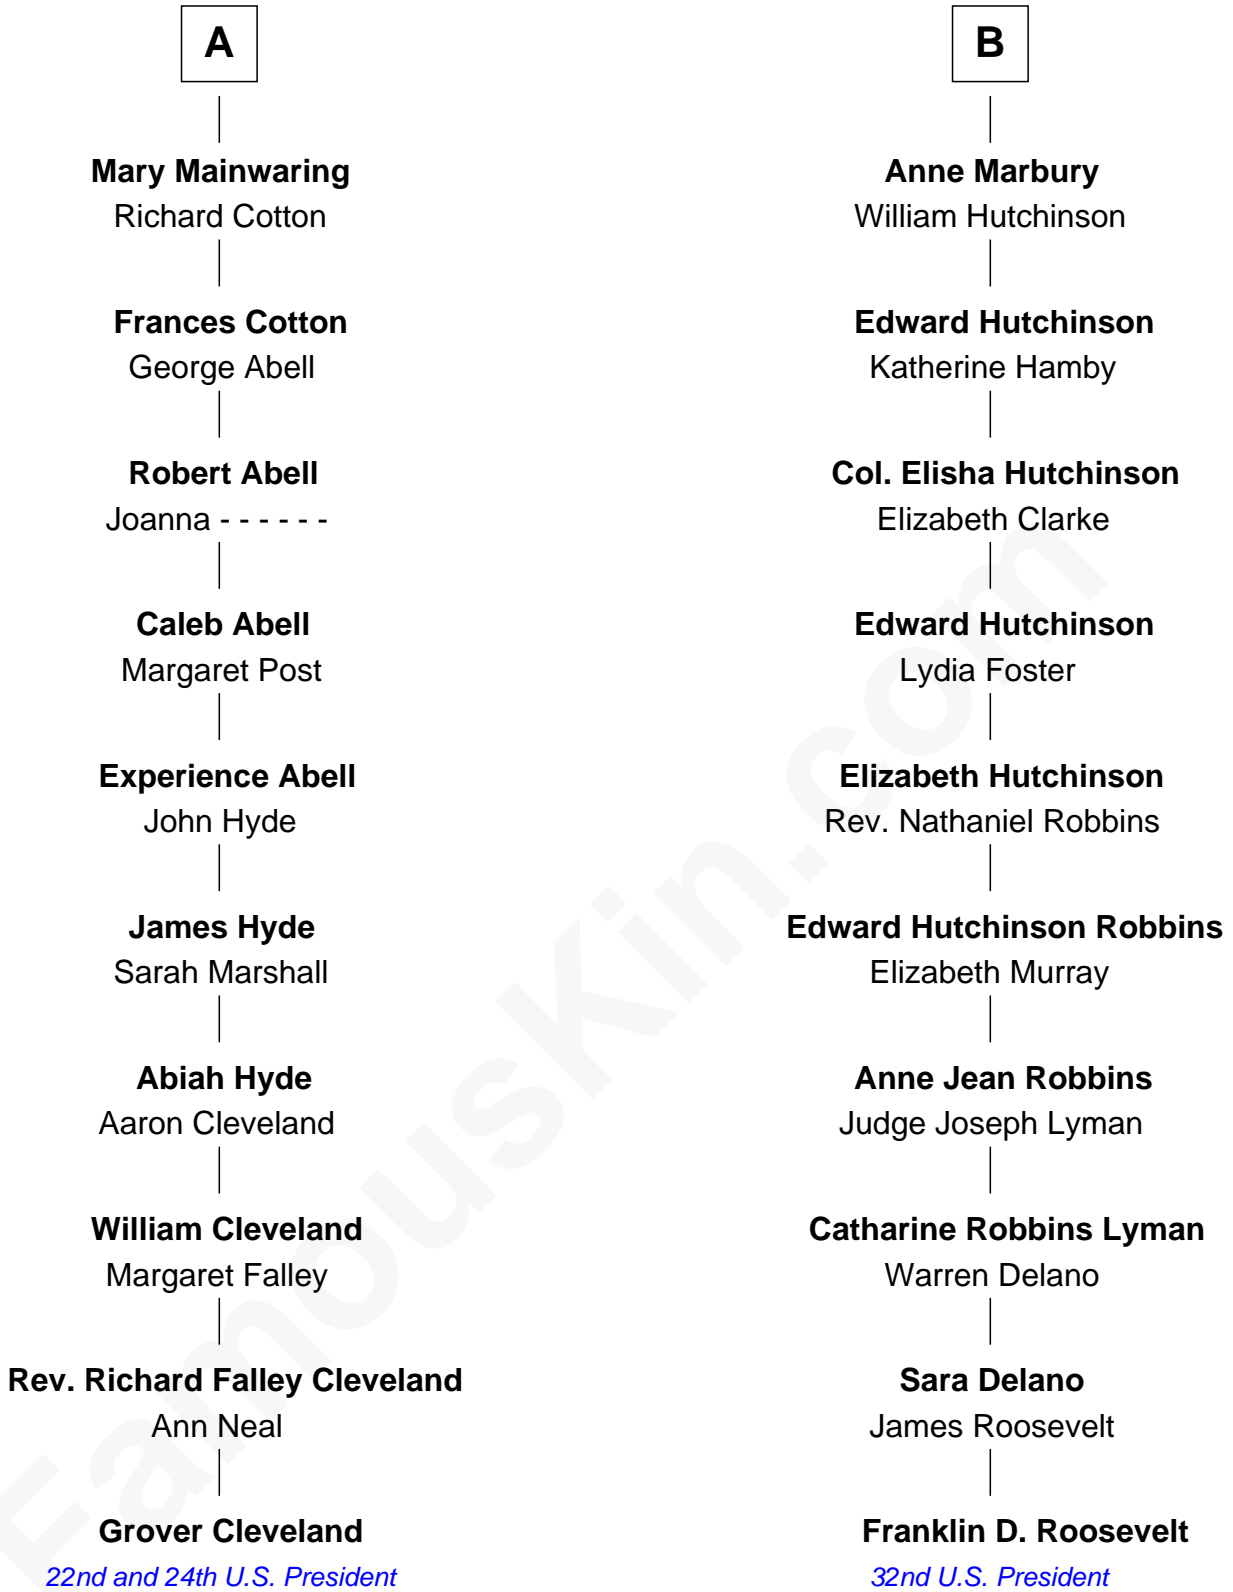 A
Mary Mainwaring
Richard Cotton
Frances Cotton
George Abell
Robert Abell
Joanna - - - - - -
Caleb Abell
Margaret Post
Experience Abell
John Hyde
James Hyde
Sarah Marshall
Abiah Hyde
Aaron Cleveland
William Cleveland
Margaret Falley
Rev. Richard Falley Cleveland
Ann Neal
Grover Cleveland
22nd and 24th U.S. President
B
Anne Marbury
William Hutchinson
Edward Hutchinson
Katherine Hamby
Col. Elisha Hutchinson
Elizabeth Clarke
Edward Hutchinson
Lydia Foster
Elizabeth Hutchinson
Rev. Nathaniel Robbins
Edward Hutchinson Robbins
Elizabeth Murray
Anne Jean Robbins
Judge Joseph Lyman
Catharine Robbins Lyman
Warren Delano
Sara Delano
James Roosevelt
Franklin D. Roosevelt
32nd U.S. President
FamousKin.com